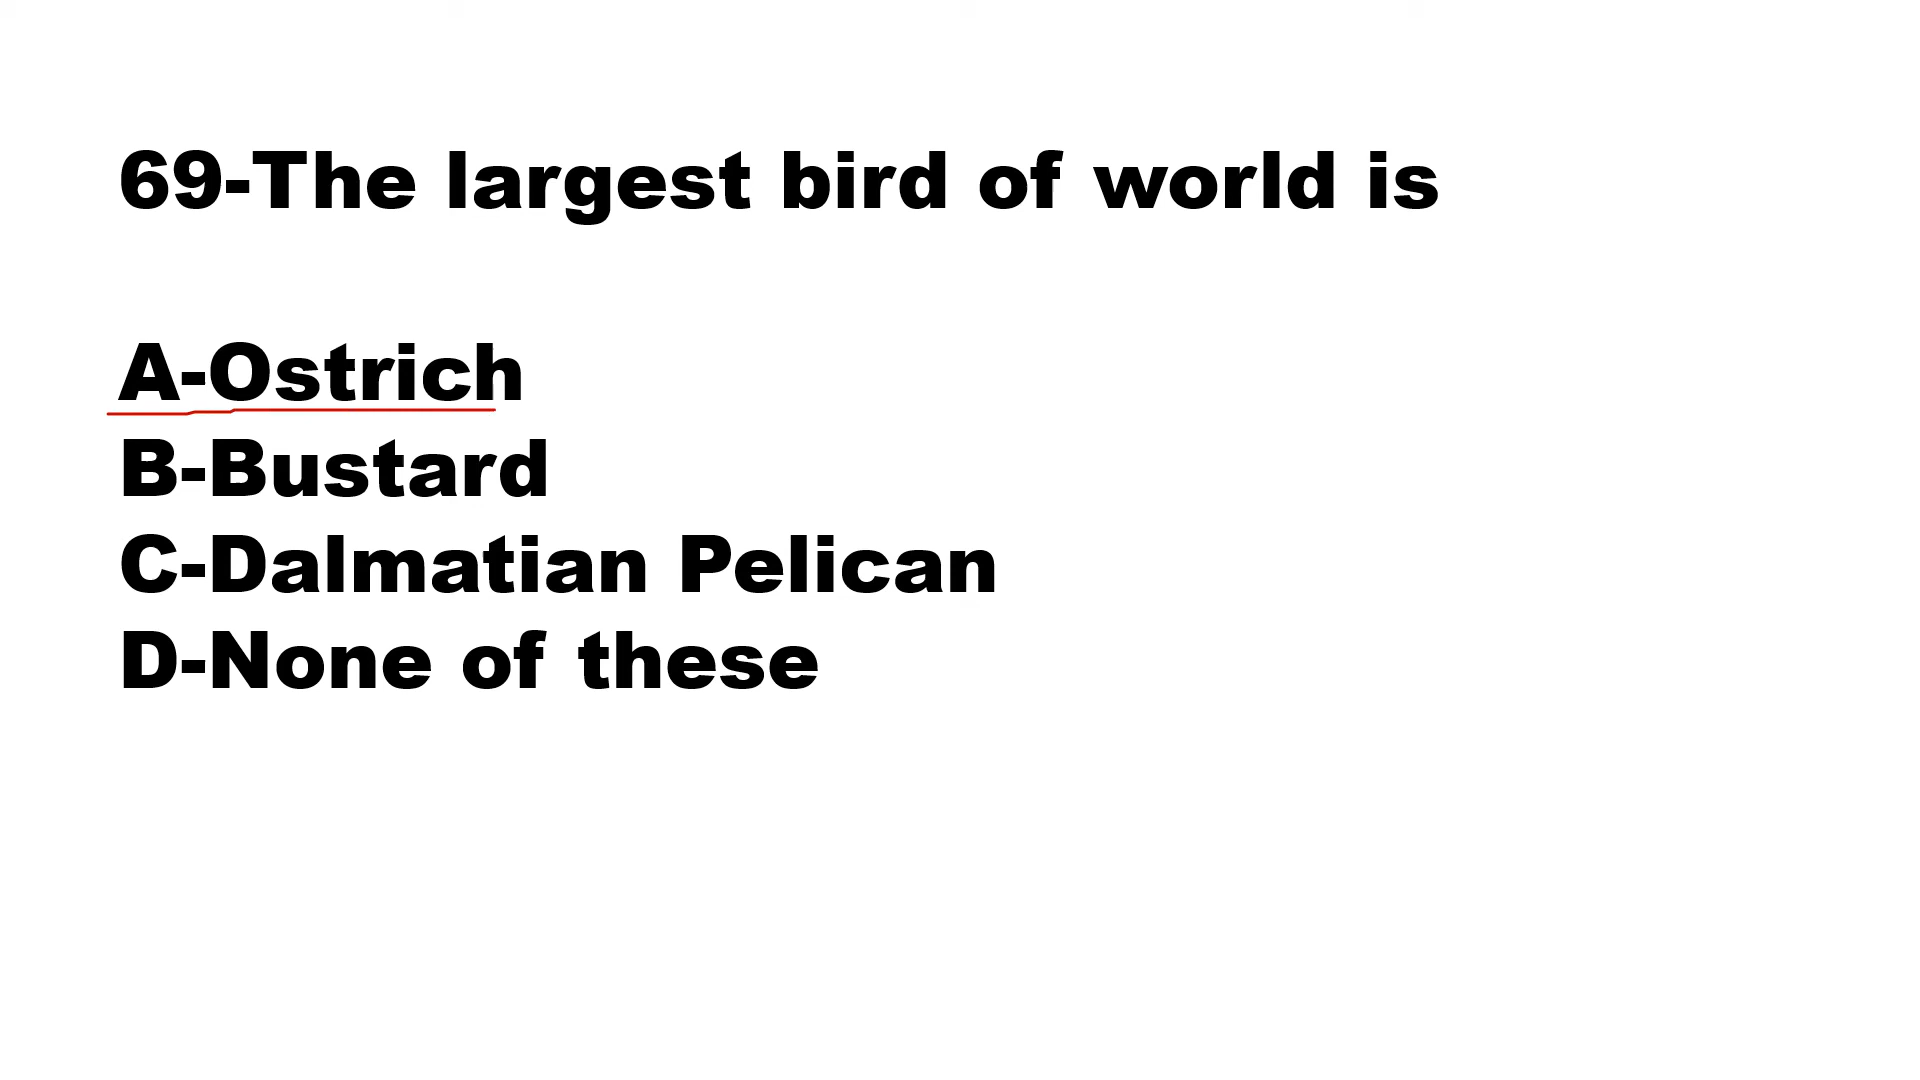 69-The largest bird of world is
A-Ostrich
B-Bustard
C-Dalmatian Pelican
D-None of these